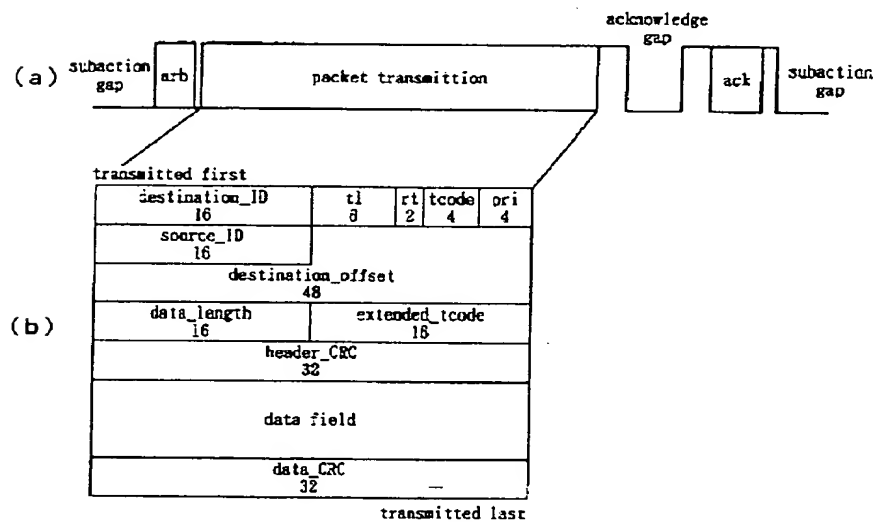 acknowledge
gap
(a)
subaction
gap
arb
packet transmittion
ack
subaction
gap
transmitted first
destination_ID
16
tl
6
rt
2
tcode
4
pri
4
source_ID
16
destination_offset
48
(b)
data_length
16
extended_tcode
16
header_CRC
32
data field
data_CRC
32
transmitted last